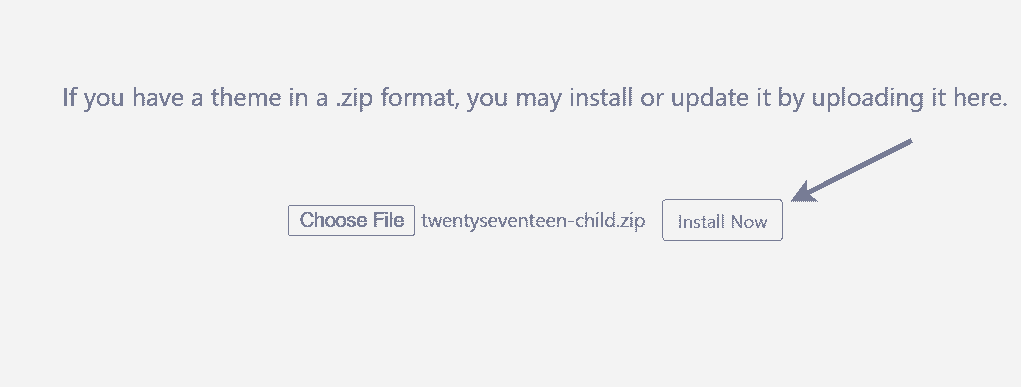 If you have a theme in a .zip format, you may install or update it by uploading it here.
Choose File twentyseventeen-child.zip Install Now